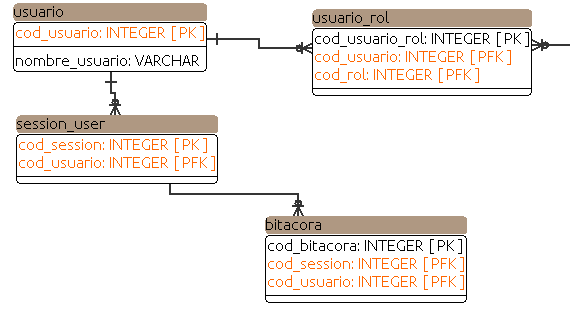 usuario
cod_usuario: INTEGER [PK]
nombre_usuario: VARCHAR
usuario_rol
cod_usuario_rol: INTEGER [PK]
cod_usuario: INTEGER [PFK]
cod_rol: INTEGER [PFK]
session_user
cod_session: INTEGER [PK]
cod_usuario: INTEGER [PFK]
bitacora
cod_bitacora: INTEGER [PK]
cod_session: INTEGER [PFK]
cod_usuario: INTEGER [PFK]